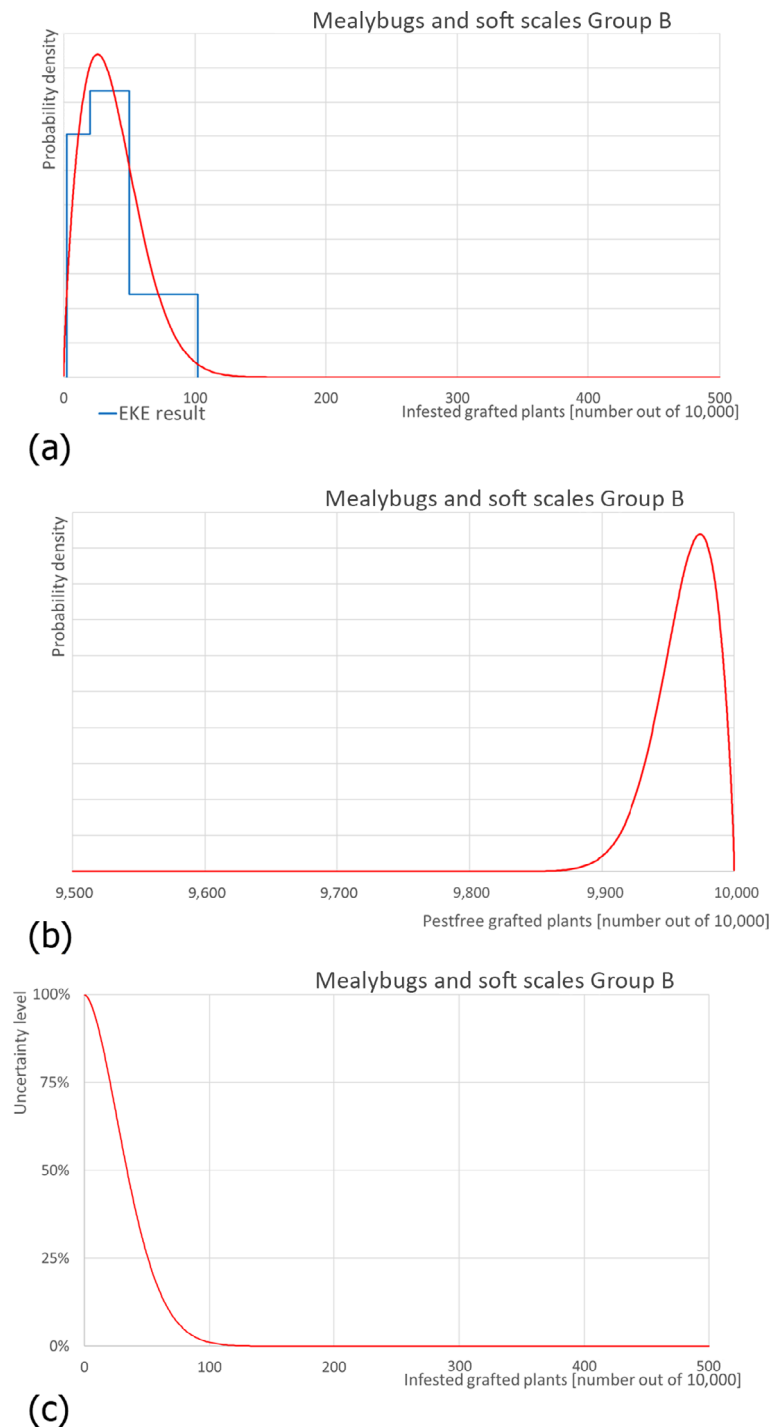 Mealybugs and soft scales Group B
Probability density
0 100 200 300 400 500
EKE result
Infested grafted plants [number out of 10,000]
(a)
Mealybugs and soft scales Group B
Probability density
9,500 9,600 9,700 9,800 9,900 10,000
Pestfree grafted plants [number out of 10,000]
(b)
Mealybugs and soft scales Group B
Uncertainty level
100%
75%
50%
25%
0%
0 100 200 300 400 500
Infested grafted plants [number out of 10,000]
(c)